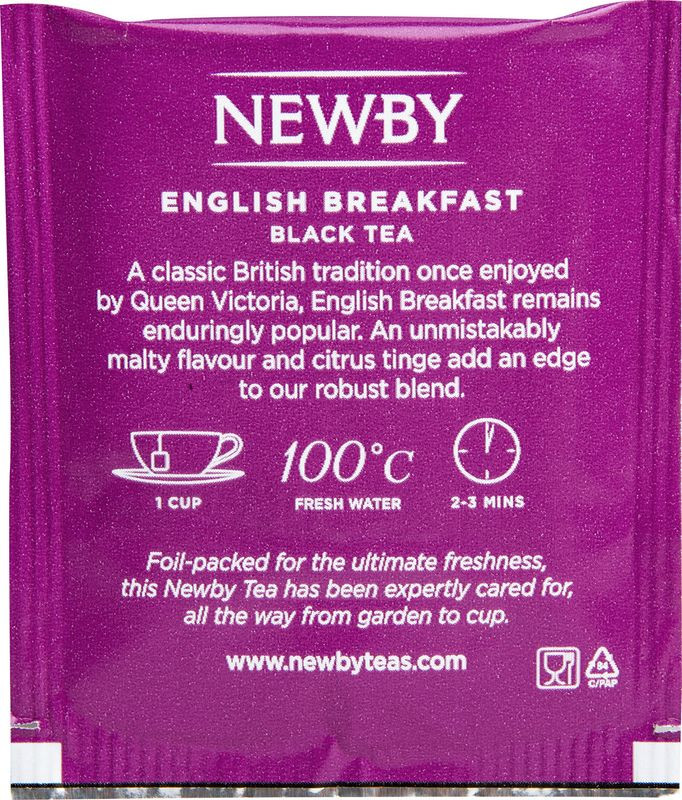 NEWBY
ENGLISH BREAKFAST
BLACK TEA
A classic British tradition once enjoyed
by Queen Victoria, English Breakfast remains
enduringly popular. An unmistakably
malty flavour and citrus tinge add an edge
to our robust blend.
100°C
1 CUP FRESH WATER 2-3 MINS
Foil-packed for the ultimate freshness,
this Newby Tea has been expertly cared for,
all the way from garden to cup.
www.newbyteas.com
84
C/PAP